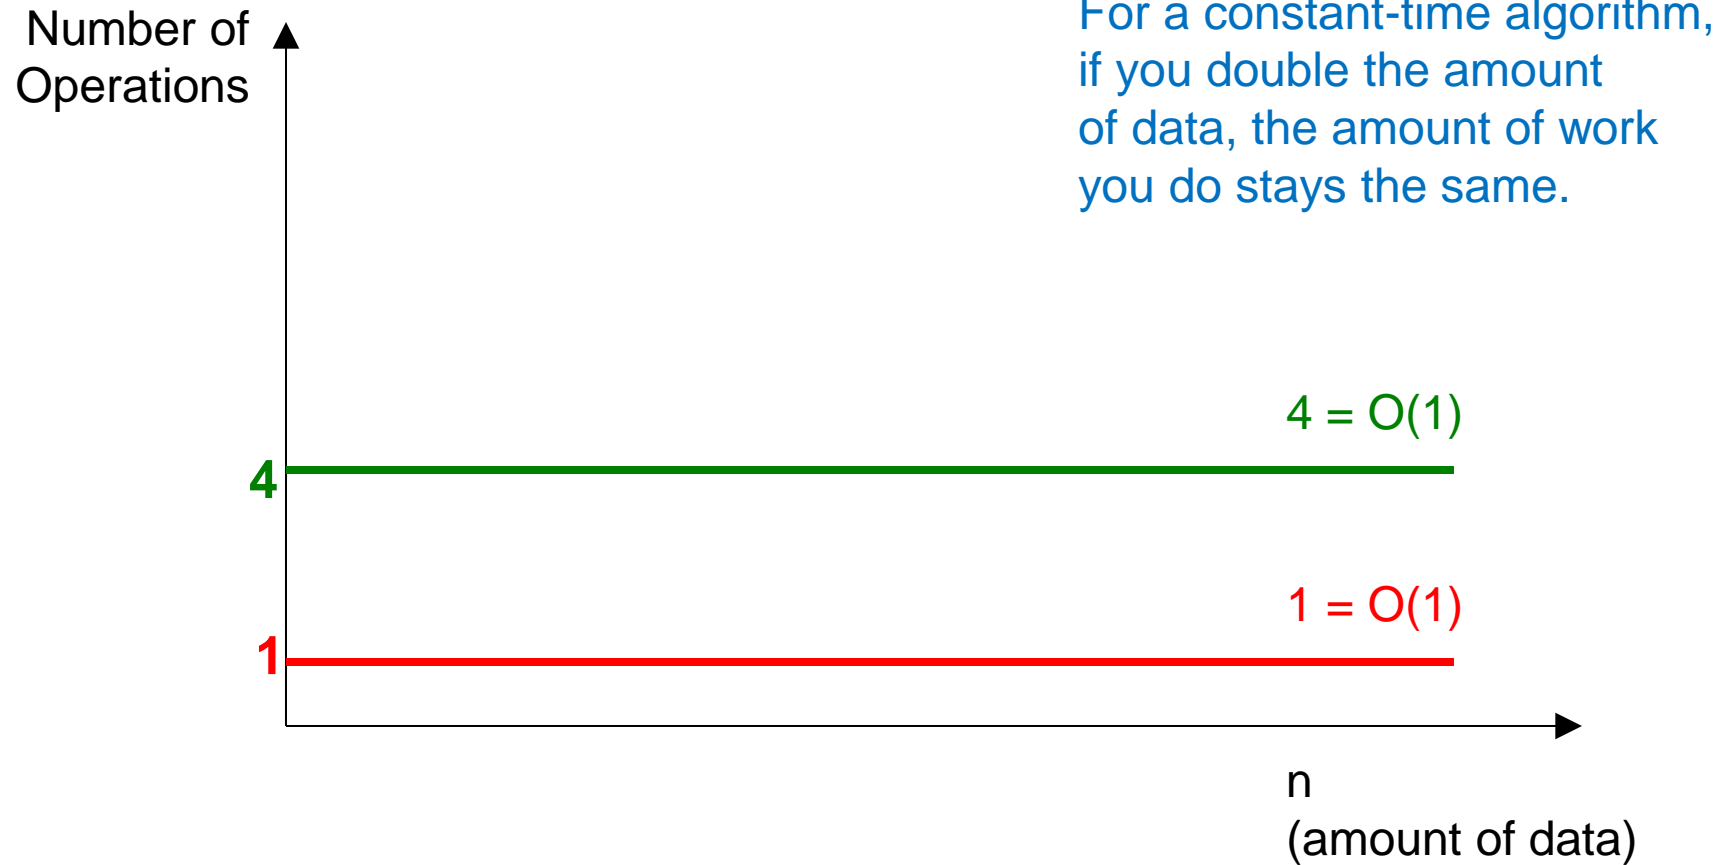 Number of
Operations
For a constant-time algorithm,
if you double the amount
of data, the amount of work
you do stays the same.
4 = O(1)
4
1 = O(1)
1
n
(amount of data)